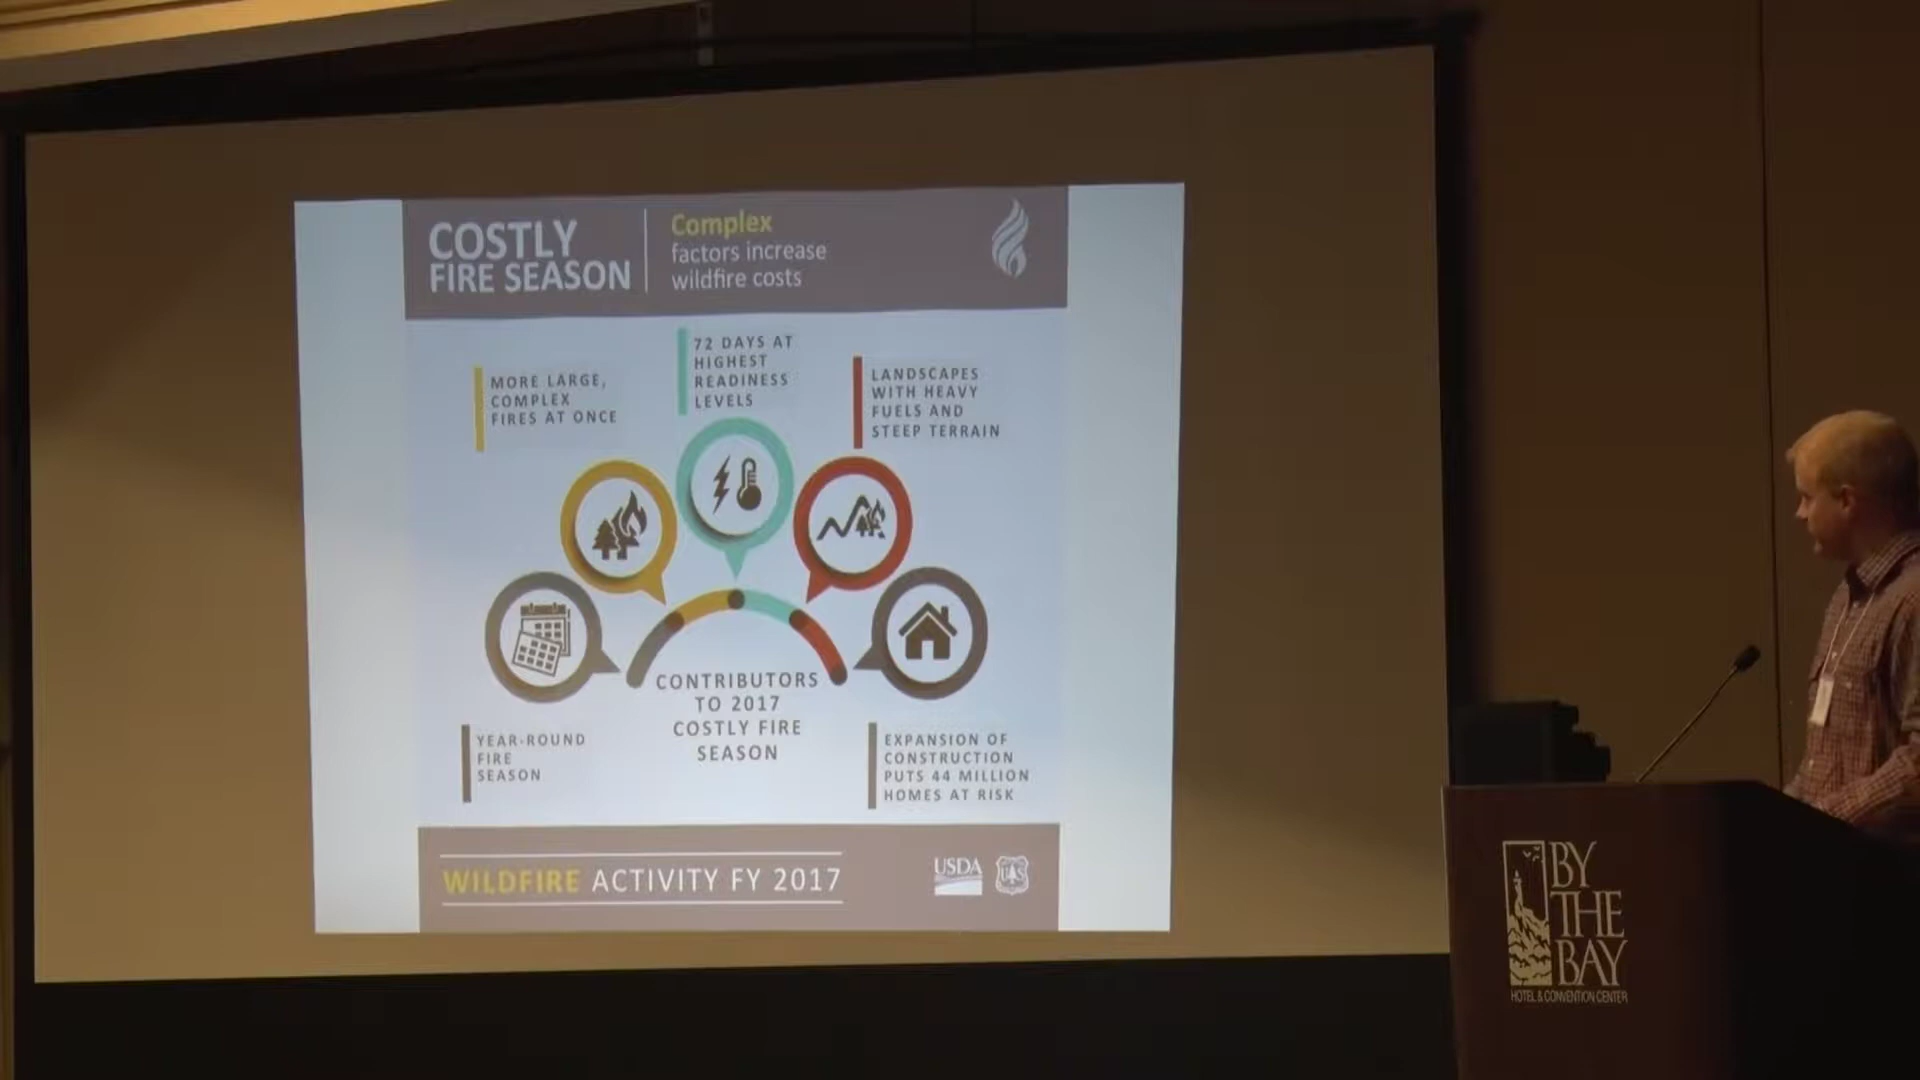 COSTLY
FIRE SEASON
Complex
factors increase
wildfire costs
MORE LARGE,
COMPLEX
FIRES AT ONCE
72 DAYS AT
HIGHEST
READINESS
LEVELS
LANDSCAPES
WITH HEAVY
FUELS AND
STEEP TERRAIN
YEAR-ROUND
FIRE
SEASON
CONTRIBUTORS
TO 2017
COSTLY FIRE
SEASON
EXPANSION OF
CONSTRUCTION
PUTS 44 MILLION
HOMES AT RISK
WILDFIRE ACTIVITY FY 2017
USDA
U S
BY
THE
BAY
HOTEL & CONVENTION CENTER